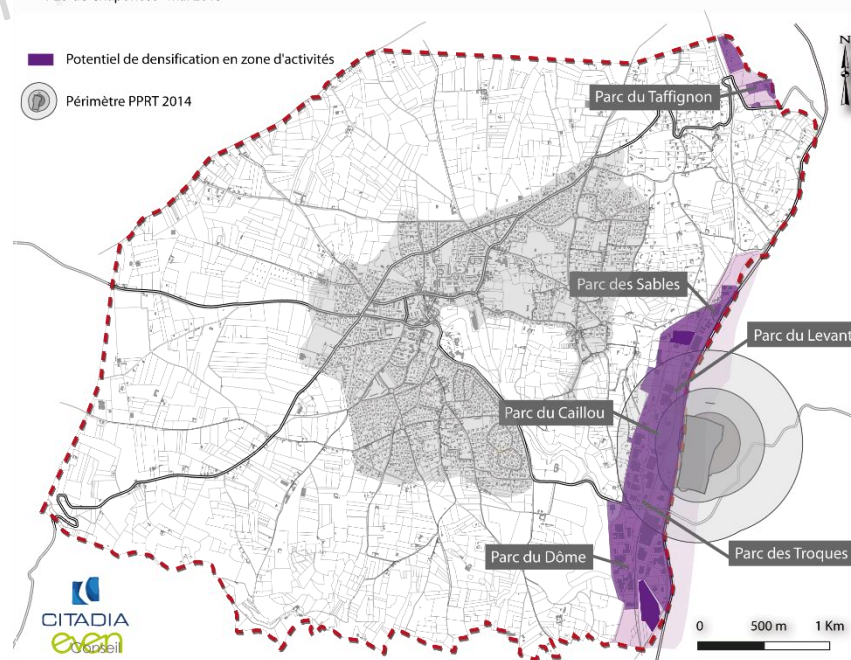 Potentiel de densification en zone d'activités
Périmètre PPRT 2014
N
Parc du Taffignon
Parc des Sables
Parc du Levant
Parc du Caillou
Parc des Troques
Parc du Dôme
CITADIA
even
Conseil
0 500 m 1 Km